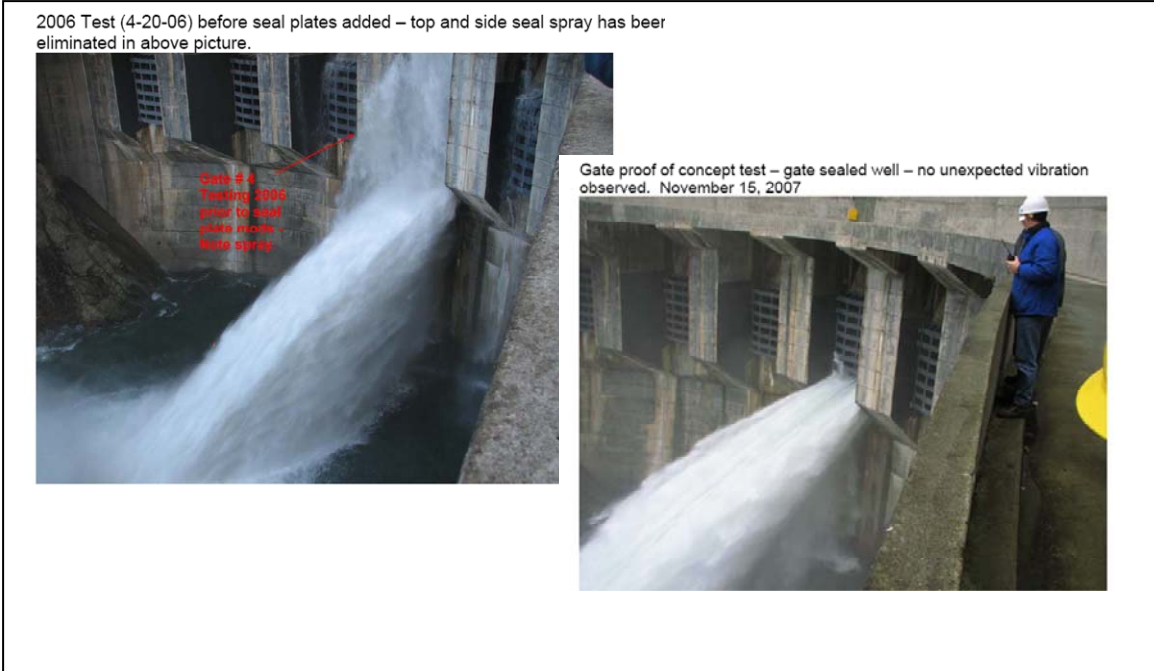 2006 Test (4-20-06) before seal plates added – top and side seal spray has been
eliminated in above picture.
Gate # 4
Testing 2006
prior to seal
plate mods -
Note spray
Gate proof of concept test – gate sealed well – no unexpected vibration
observed.  November 15, 2007